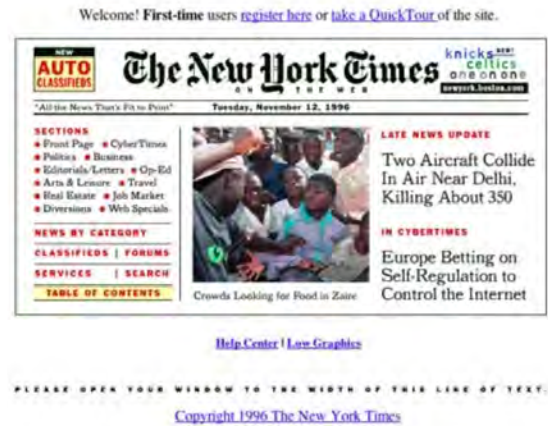 Welcome! First-time users register here or take a QuickTour of the site.
NEW
AUTO
CLASSIFIEDS
The New York Times
ON THE WEB
knicks NEW!
celtics
one on one
newyork.boston.com
"All the News That's Fit to Print"
Tuesday, November 12, 1996
SECTIONS
Front Page CyberTimes
Politics Business
Editorials/Letters Op-Ed
Arts & Leisure Travel
Real Estate Job Market
Diversions Web Specials
NEWS BY CATEGORY
CLASSIFIEDS | FORUMS
SERVICES | SEARCH
TABLE OF CONTENTS
Crowds Looking for Food in Zaire
LATE NEWS UPDATE
Two Aircraft Collide
In Air Near Delhi,
Killing About 350
IN CYBERTIMES
Europe Betting on
Self-Regulation to
Control the Internet
Help Center | Low Graphics
PLEASE OPEN YOUR WINDOW TO THE WIDTH OF THIS LINE OF TEXT.
Copyright 1996 The New York Times